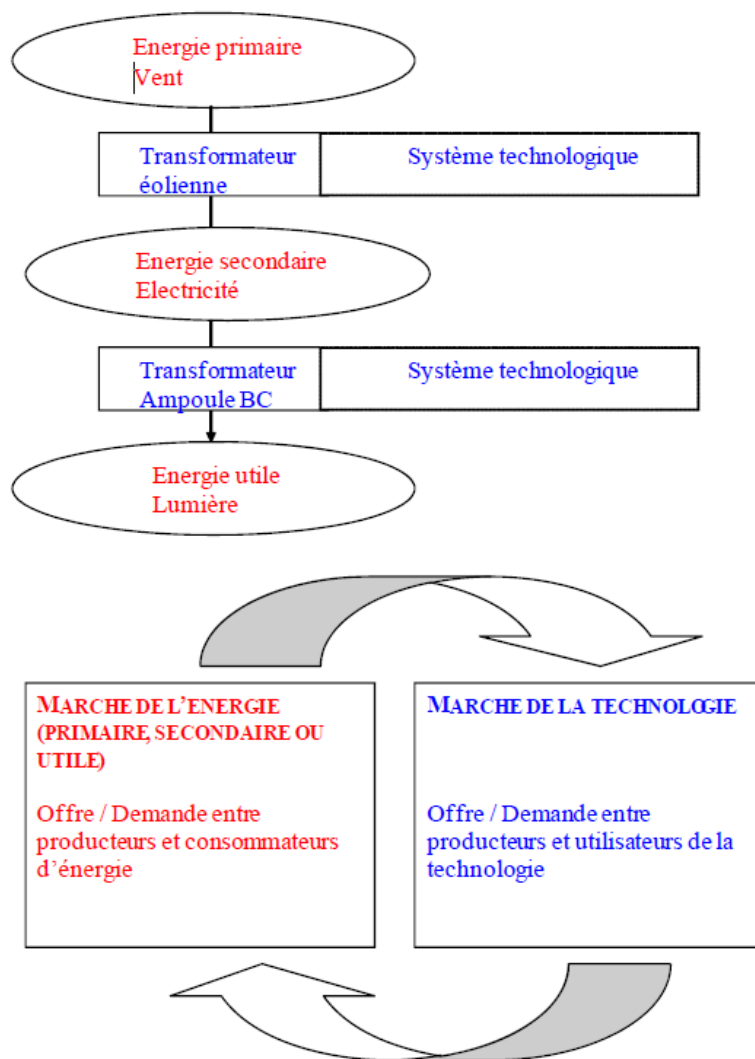 Energie primaire
Vent
Transformateur
éolienne
Système technologique
Energie secondaire
Electricité
Transformateur
Ampoule BC
Système technologique
Energie utile
Lumière
MARCHE DE L'ENERGIE
(PRIMAIRE, SECONDAIRE OU
UTILE)
Offre / Demande entre
producteurs et consommateurs
d'énergie
MARCHE DE LA TECHNOLOGIE
Offre / Demande entre
producteurs et utilisateurs de la
technologie